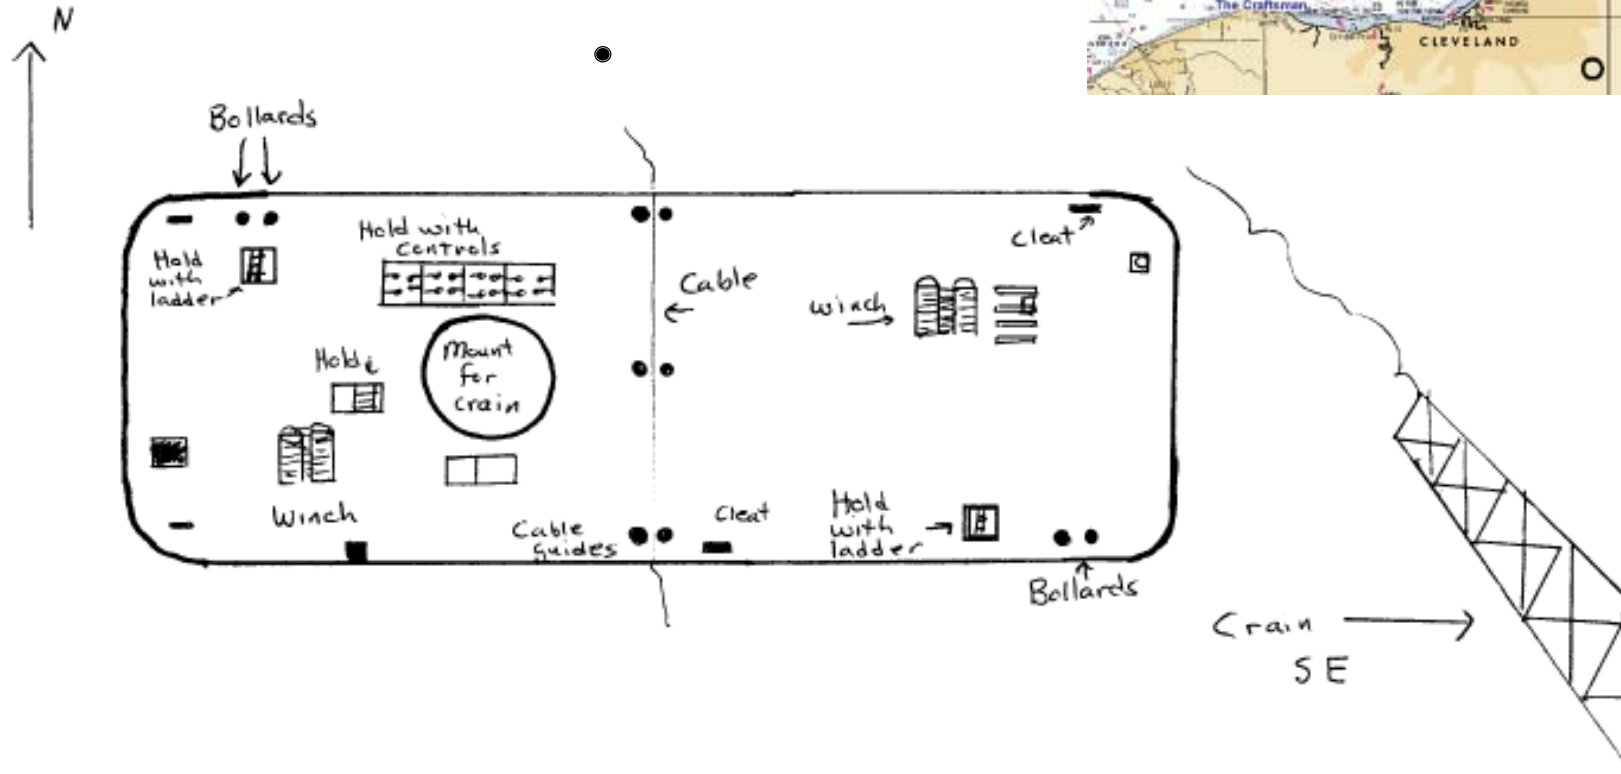 N
The Craftsman
CLEVELAND
Bollards
Hold with
controls
Cleat
Hold
with
ladder
Cable
Winch
Mount
for
Crain
Hold
Winch
Cable
guides
Cleat
Hold
with
ladder
Bollards
Crain
SE